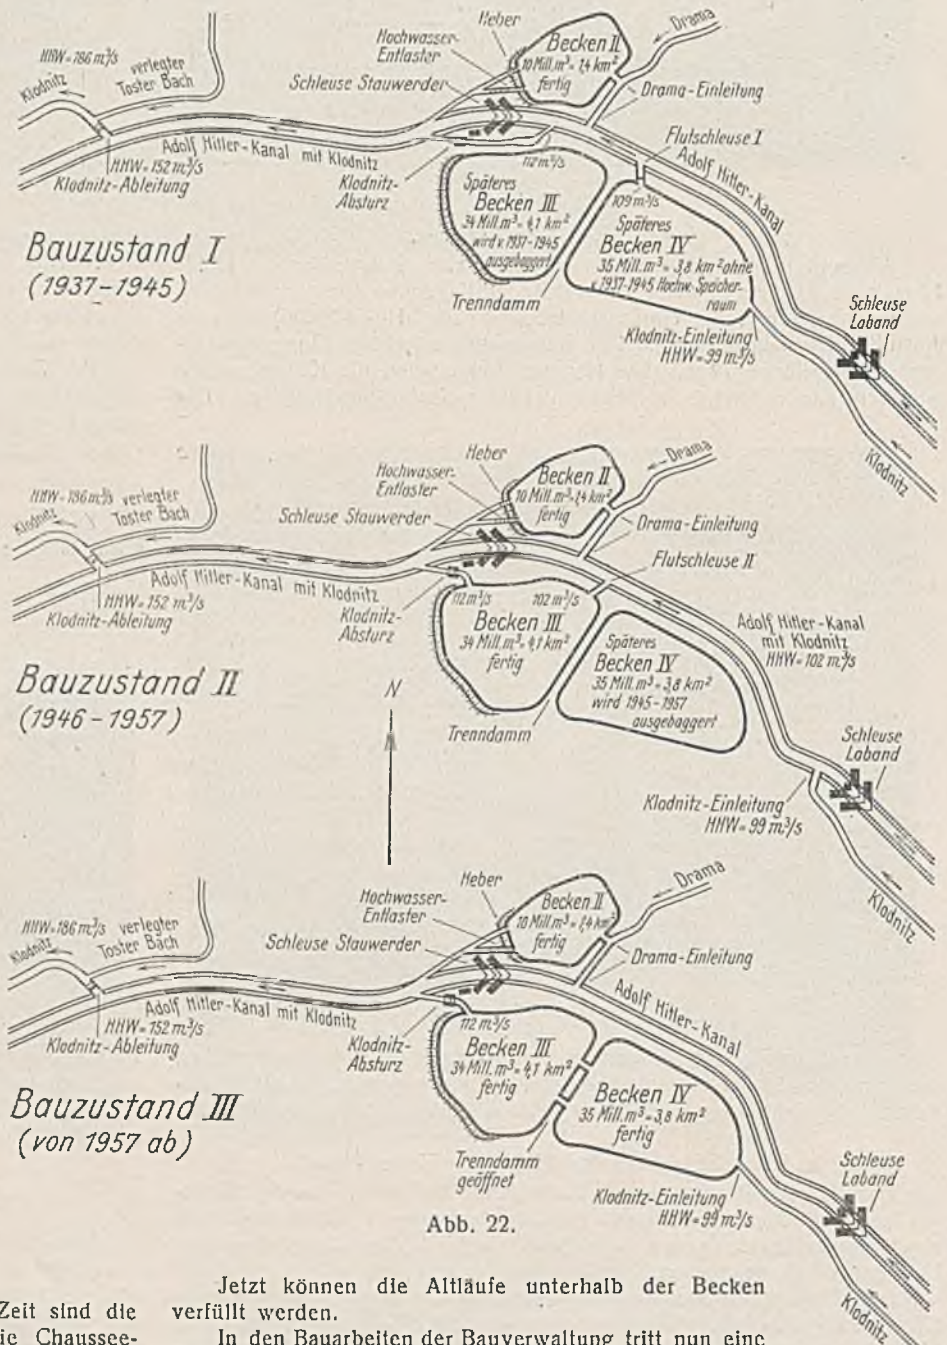 Heber
Hochwasser-
Entlaster
Becken II
10 Mill. m³ = 1,4 km²
fertig
Drama
HHW = 186 m³/s
verlegter
Toster Bach
Klodnitz
Schleuse Stauwerder
Drama-Einleitung
Flutschleuse I
Adolf Hitler-Kanal
Adolf Hitler-Kanal mit Klodnitz
HHW = 152 m³/s
Klodnitz-Ableitung
Klodnitz-
Absturz
112 m³/s
Späteres
Becken III
34 Mill. m³ = 4,1 km²
wird v. 1937-1945
ausgebaggert
109 m³/s
Späteres
Becken IV
35 Mill. m³ = 3,8 km² ohne
v. 1937-1945 Hochw. Speicher-
raum
Bauzustand I
(1937-1945)
Trenndamm
Klodnitz-Einleitung
HHW = 99 m³/s
Schleuse
Laband
Klodnitz
Heber
Hochwasser-
Entlaster
Becken II
10 Mill. m³ = 1,4 km²
fertig
Drama
HHW = 186 m³/s verlegter
Toster Bach
Klodnitz
Schleuse Stauwerder
Drama-Einleitung
Flutschleuse II
Adolf Hitler-Kanal mit Klodnitz
HHW = 152 m³/s
Klodnitz-Ableitung
Klodnitz-
Absturz
112 m³/s
102 m³/s
Becken III
34 Mill. m³ = 4,1 km²
fertig
Adolf Hitler-Kanal
mit Klodnitz
HHW = 102 m³/s
Späteres
Becken IV
35 Mill. m³ = 3,8 km²
wird 1945-1957
ausgebaggert
Bauzustand II
(1946-1957)
N
Trenndamm
Schleuse
Laband
Klodnitz-Einleitung
HHW = 99 m³/s
Klodnitz
Heber
Hochwasser-
Entlaster
Becken II
10 Mill. m³ = 1,4 km²
fertig
Drama
HHW = 186 m³/s verlegter
Toster Bach
Klodnitz
Schleuse Stauwerder
Drama-Einleitung
Adolf Hitler-Kanal
Adolf Hitler-Kanal mit Klodnitz
HHW = 152 m³/s
Klodnitz-Ableitung
Klodnitz-
Absturz
112 m³/s
Becken III
34 Mill. m³ = 4,1 km²
fertig
Becken IV
35 Mill. m³ = 3,8 km²
fertig
Bauzustand III
(von 1957 ab)
Trenndamm
geöffnet
Klodnitz-Einleitung
HHW = 99 m³/s
Schleuse
Laband
Klodnitz
Abb. 22.
Zeit sind die
ie Chaussee-
Jetzt können die Altläufe unterhalb der Becken
verfüllt werden.
In den Bauarbeiten der Bauverwaltung tritt nun eine